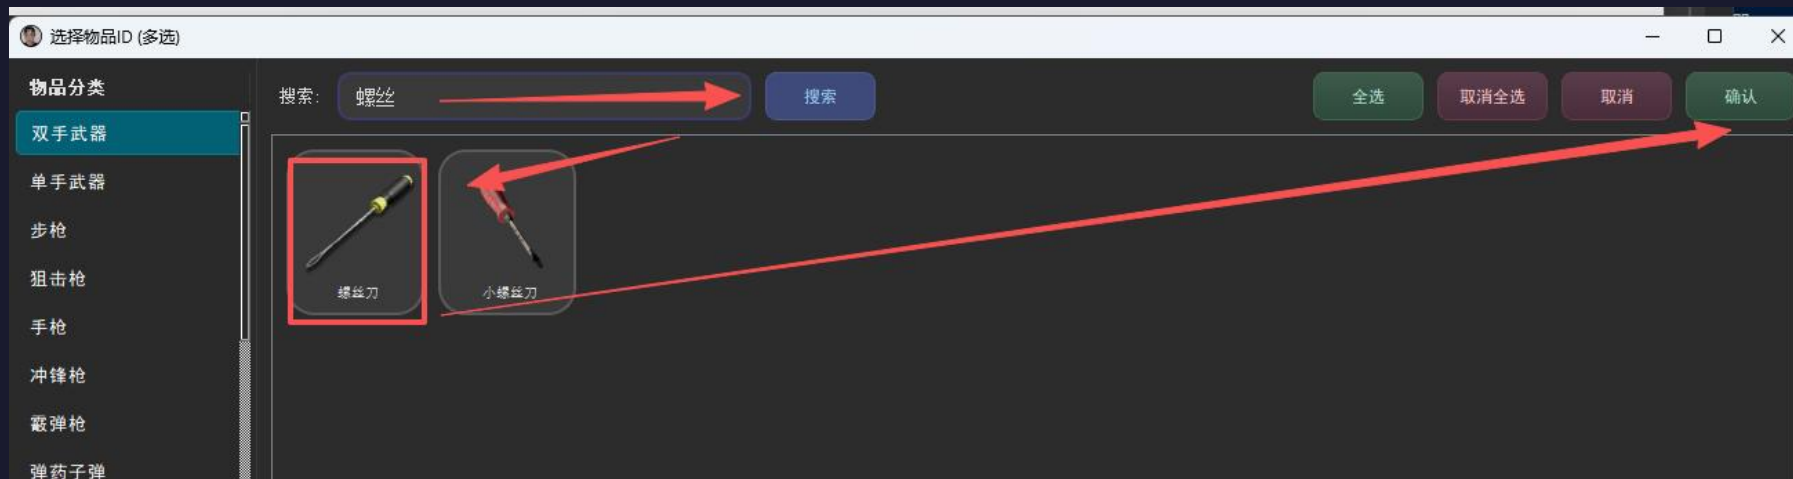 选择物品ID (多选)
物品分类
搜索:
螺丝
搜索
全选
取消全选
取消
确认
双手武器
单手武器
步枪
狙击枪
手枪
冲锋枪
霰弹枪
弹药子弹
螺丝刀
小螺丝刀